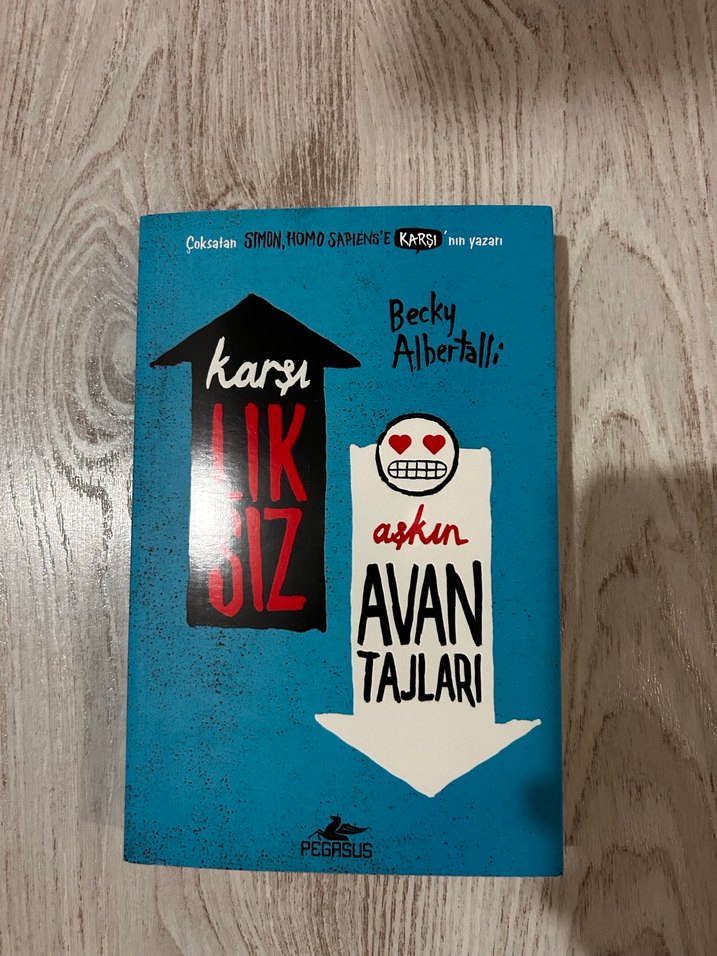 Çoksatan SIMON, HOMO SAPIENS'E KARŞI'nın yazarı
Becky
Albertalli
karşı
LIK
SIZ
aşkın
AVAN
TAJLARI
PEGASUS